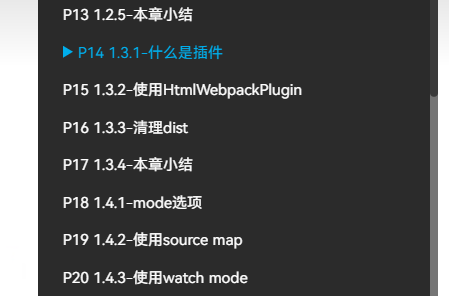 P13 1.2.5-本章小结
P14 1.3.1-什么是插件
P15 1.3.2-使用HtmlWebpackPlugin
P16 1.3.3-清理dist
P17 1.3.4-本章小结
P18 1.4.1-mode选项
P19 1.4.2-使用source map
P20 1.4.3-使用watch mode